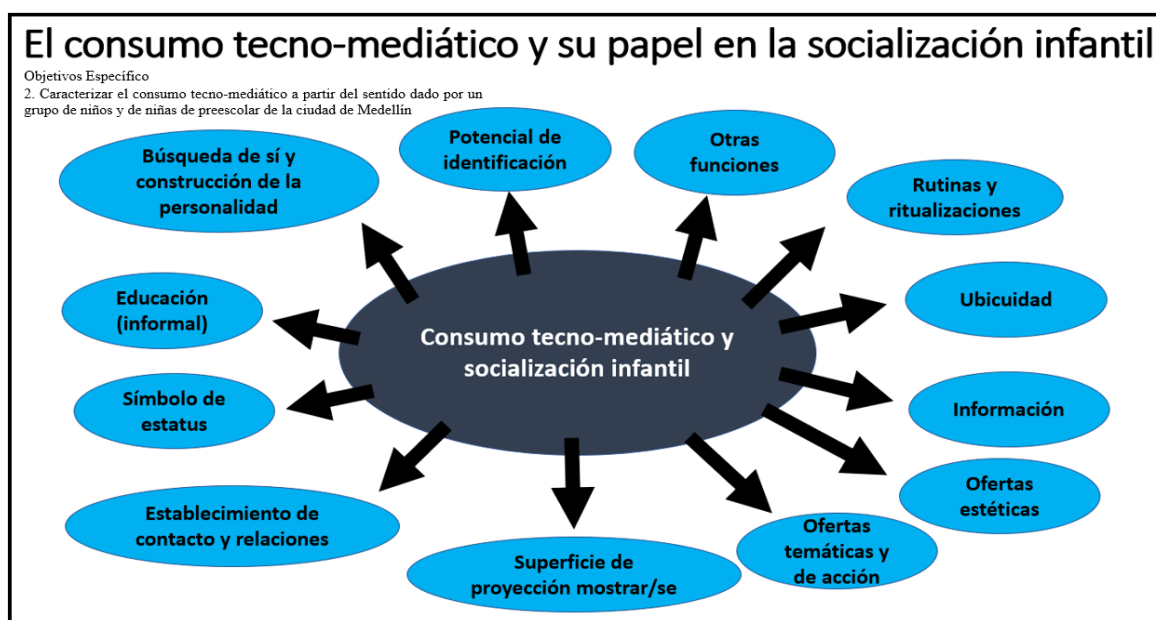 El consumo tecno-mediático y su papel en la socialización infantil
Objetivos Específico
2. Caracterizar el consumo tecno-mediático a partir del sentido dado por un
grupo de niños y de niñas de preescolar de la ciudad de Medellín
Búsqueda de sí y
construcción de la
personalidad
Potencial de
identificación
Otras
funciones
Rutinas y
ritualizaciones
Educación
(informal)
Ubicuidad
Consumo tecno-mediático y
socialización infantil
Símbolo de
estatus
Información
Establecimiento de
contacto y relaciones
Superficie de
proyección mostrar/se
Ofertas
temáticas y
de acción
Ofertas
estéticas